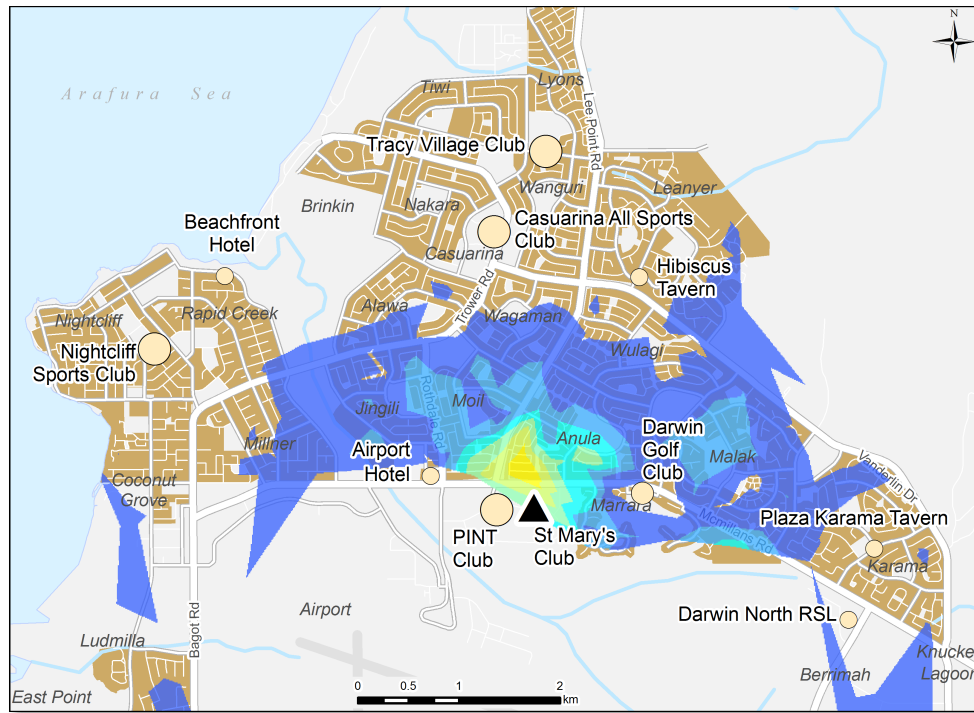 N
Tiwi
Lyons
Arafura Sea
Lee Point Rd
Tracy Village Club
Wanguri
Leanyer
Brinkin
Nakara
Beachfront
Hotel
Casuarina All Sports
Club
Casuarina
Hibiscus
Tavern
Trower Rd
Alawa
Rapid Creek
Nightcliff
Wagaman
Nightcliff
Sports Club
Wulagi
Rothdale Rd
Moil
Jingili
Anula
Darwin
Golf
Club
Millner
Airport
Hotel
Malak
Vanderlin Dr
Coconut
Grove
Marrara
PINT
Club
St Mary's
Club
Mcmillans Rd
Plaza Karama Tavern
Karama
Airport
Bagot Rd
Darwin North RSL
Ludmilla
Knucke
Lagoon
Berrimah
East Point
0 0.5 1 2
km